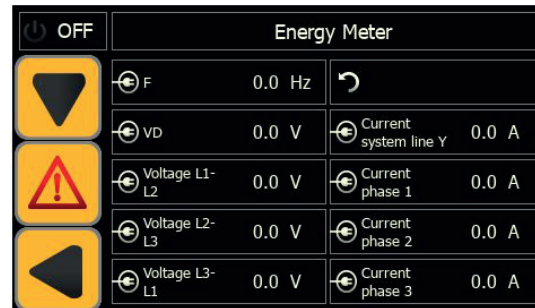 OFF
Energy Meter
F 0.0 Hz
VD 0.0 V
Current
system line Y 0.0 A
Voltage L1-
L2 0.0 V
Current
phase 1 0.0 A
Voltage L2-
L3 0.0 V
Current
phase 2 0.0 A
Voltage L3-
L1 0.0 V
Current
phase 3 0.0 A